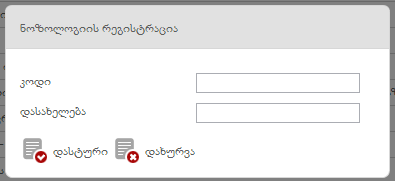 ნოზოლოგიის რეგისტრაცია
კოდი
დასახელება
დასტური დახურვა